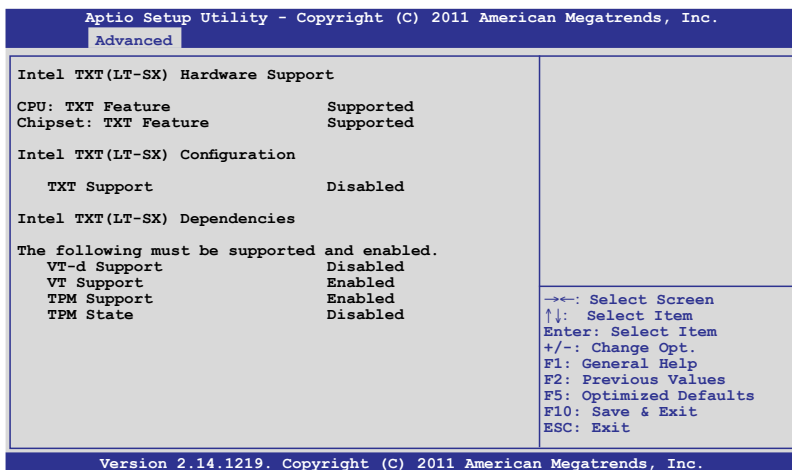 Aptio Setup Utility - Copyright (C) 2011 American Megatrends, Inc.
Advanced
Intel TXT(LT-SX) Hardware Support
CPU: TXT Feature Supported
Chipset: TXT Feature Supported
Intel TXT(LT-SX) Configuration
TXT Support Disabled
Intel TXT(LT-SX) Dependencies
The following must be supported and enabled.
VT-d Support Disabled
VT Support Enabled
TPM Support Enabled
TPM State Disabled
→←: Select Screen
↑↓: Select Item
Enter: Select Item
+/-: Change Opt.
F1: General Help
F2: Previous Values
F5: Optimized Defaults
F10: Save & Exit
ESC: Exit
Version 2.14.1219. Copyright (C) 2011 American Megatrends, Inc.